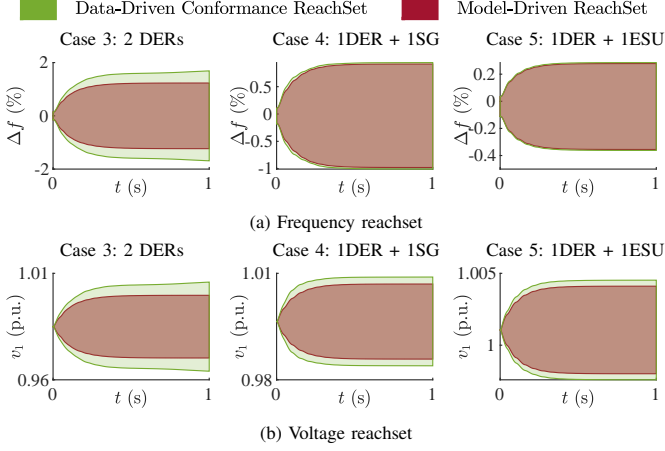 Data-Driven Conformance ReachSet Model-Driven ReachSet
Case 3: 2 DERs Case 4: 1DER + 1SG Case 5: 1DER + 1ESU
Δf (%) 2 0 -2 0 1 t (s)
Δf (%) 0.5 0 -0.5 -1 0 1 t (s)
Δf (%) 0.2 0 -0.2 -0.4 0 1 t (s)
(a) Frequency reachset
Case 3: 2 DERs Case 4: 1DER + 1SG Case 5: 1DER + 1ESU
v1 (p.u.) 1.01 0.96 0 1 t (s)
v1 (p.u.) 1.01 0.98 0 1 t (s)
v1 (p.u.) 1.005 1 0 1 t (s)
(b) Voltage reachset